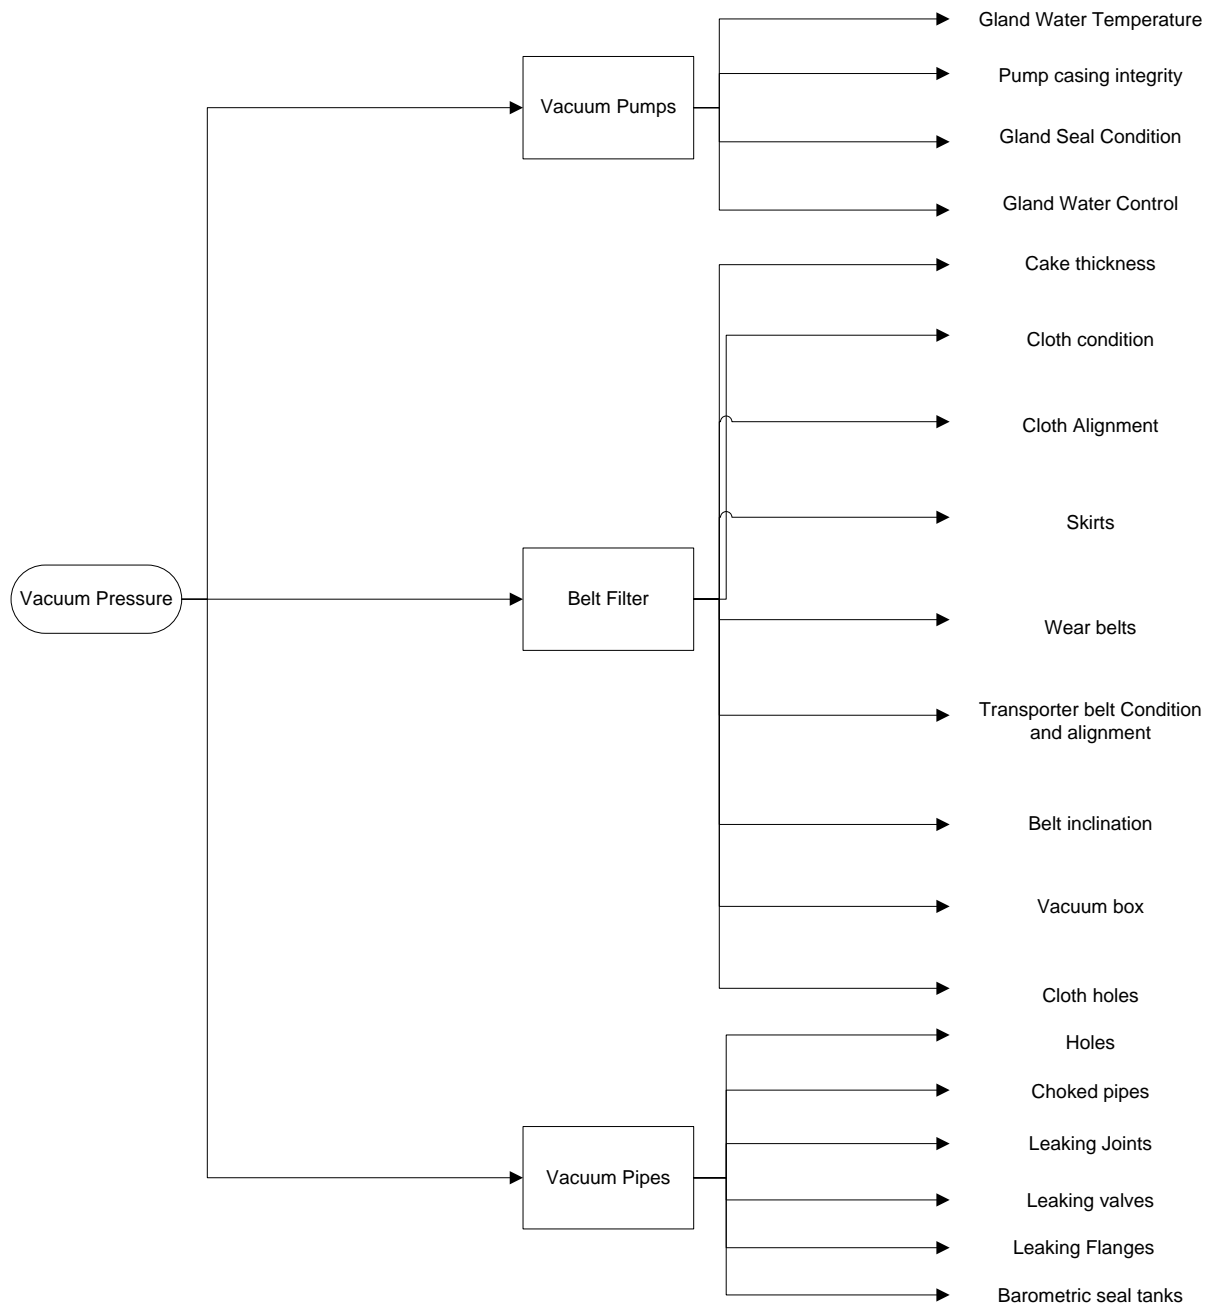 Gland Water Temperature
Pump casing integrity
Vacuum Pumps
Gland Seal Condition
Gland Water Control
Cake thickness
Cloth condition
Cloth Alignment
Skirts
Vacuum Pressure
Belt Filter
Wear belts
Transporter belt Condition
and alignment
Belt inclination
Vacuum box
Cloth holes
Holes
Choked pipes
Leaking Joints
Vacuum Pipes
Leaking valves
Leaking Flanges
Barometric seal tanks